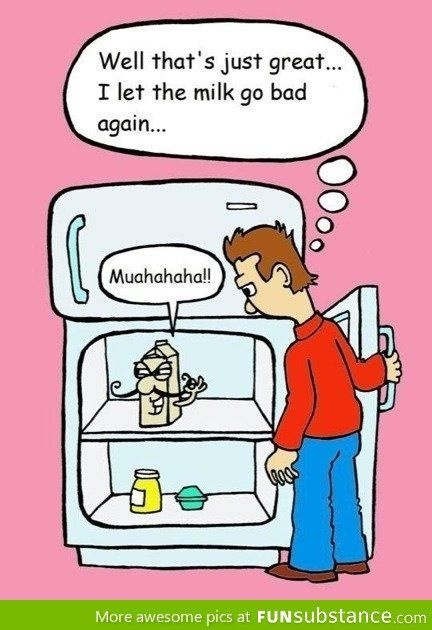 Well that's just great...
I let the milk go bad
again...
Muahahaha!!
More awesome pics at FUNsubstance.com